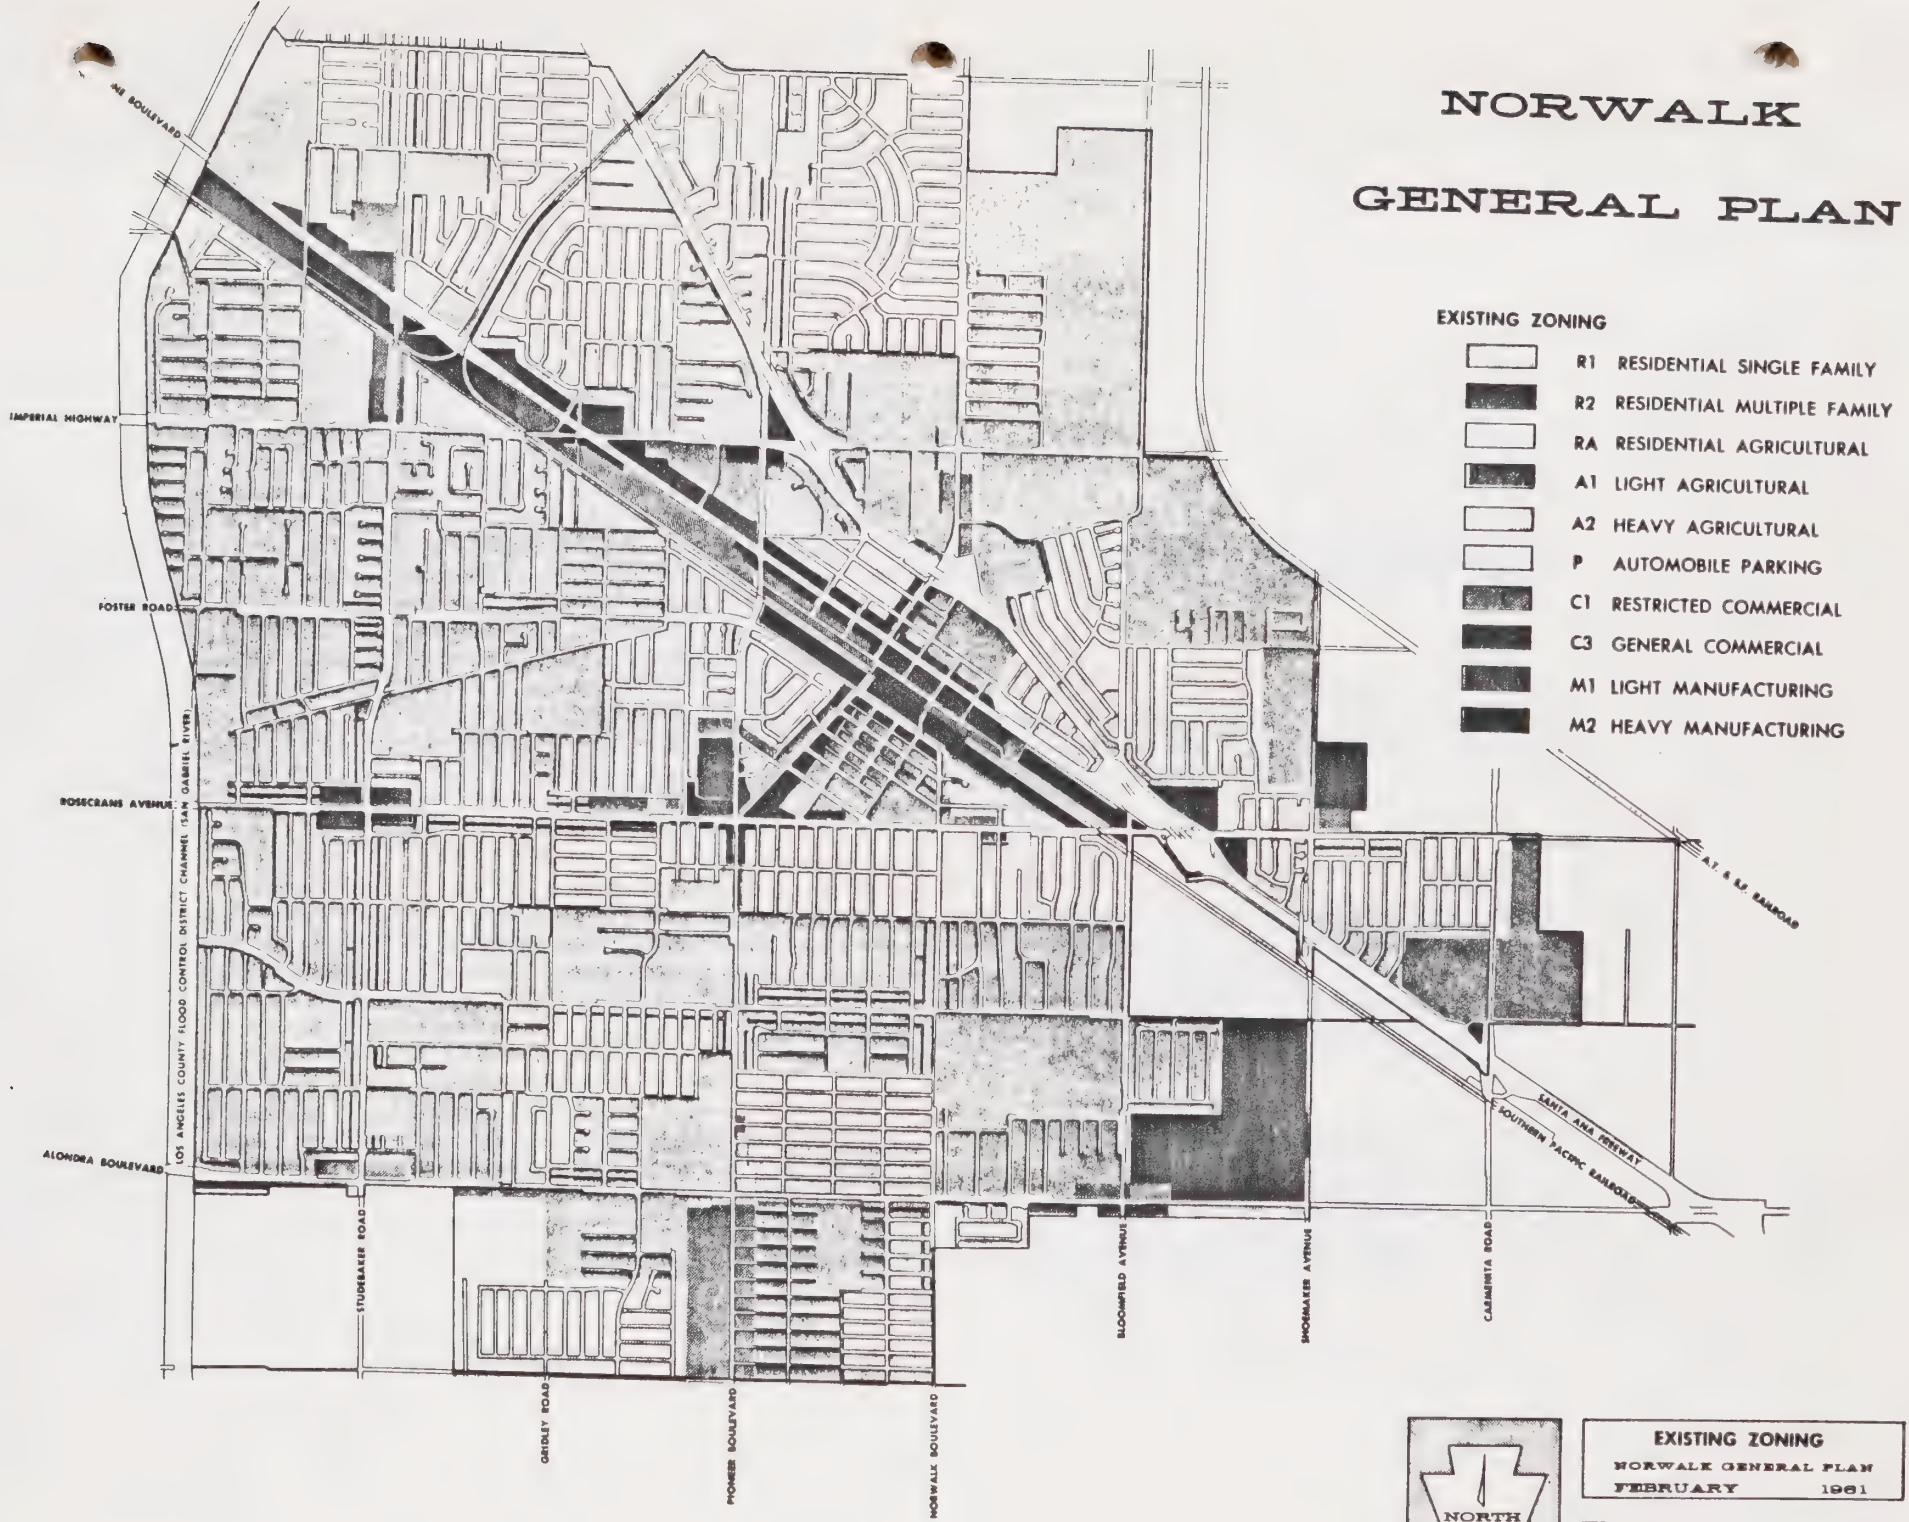 NORWALK
GENERAL PLAN
EXISTING ZONING
R1 RESIDENTIAL SINGLE FAMILY
R2 RESIDENTIAL MULTIPLE FAMILY
RA RESIDENTIAL AGRICULTURAL
A1 LIGHT AGRICULTURAL
A2 HEAVY AGRICULTURAL
P AUTOMOBILE PARKING
C1 RESTRICTED COMMERCIAL
C3 GENERAL COMMERCIAL
M1 LIGHT MANUFACTURING
M2 HEAVY MANUFACTURING
NE BOULEVARD
IMPERIAL HIGHWAY
FOSTER ROAD
ROSECRANS AVENUE
LOS ANGELES COUNTY FLOOD CONTROL DISTRICT CHANNEL (SAN GABRIEL RIVER)
ALONDRA BOULEVARD
STUDEBAKER ROAD
GRIDLEY ROAD
PIONEER BOULEVARD
NORWALK BOULEVARD
BLOOMFIELD AVENUE
SHOEMAKER AVENUE
CARMENITA ROAD
A.T. & S.F. RAILROAD
SANTA ANA FREEWAY
SOUTHERN PACIFIC RAILROAD
NORTH
EXISTING ZONING
NORWALK GENERAL PLAN
FEBRUARY 1961